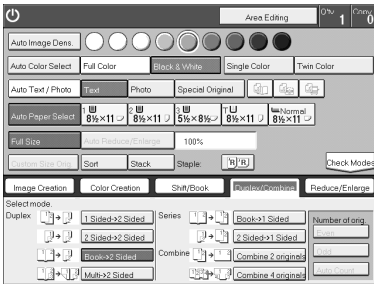 Area Editing
Q'ty 1
Copy 0
Auto Image Dens.
Auto Color Select Full Color Black & White Single Color Twin Color
Auto Text / Photo Text Photo Special Original
Auto Paper Select 1 8½×11 2 8½×11 3 5½×8½ T 8½×11 Normal 8½×11
Full Size Auto Reduce/Enlarge 100%
Custom Size Orig. Sort Stack Staple: Check Modes
Image Creation Color Creation Shift/Book Duplex/Combine Reduce/Enlarge
Select mode.
Duplex 1 Sided->2 Sided Series Book->1 Sided Number of orig.
2 Sided->2 Sided 2 Sided->1 Sided Even
Book->2 Sided Combine Combine 2 originals Odd
Multi->2 Sided Combine 4 originals Auto Count